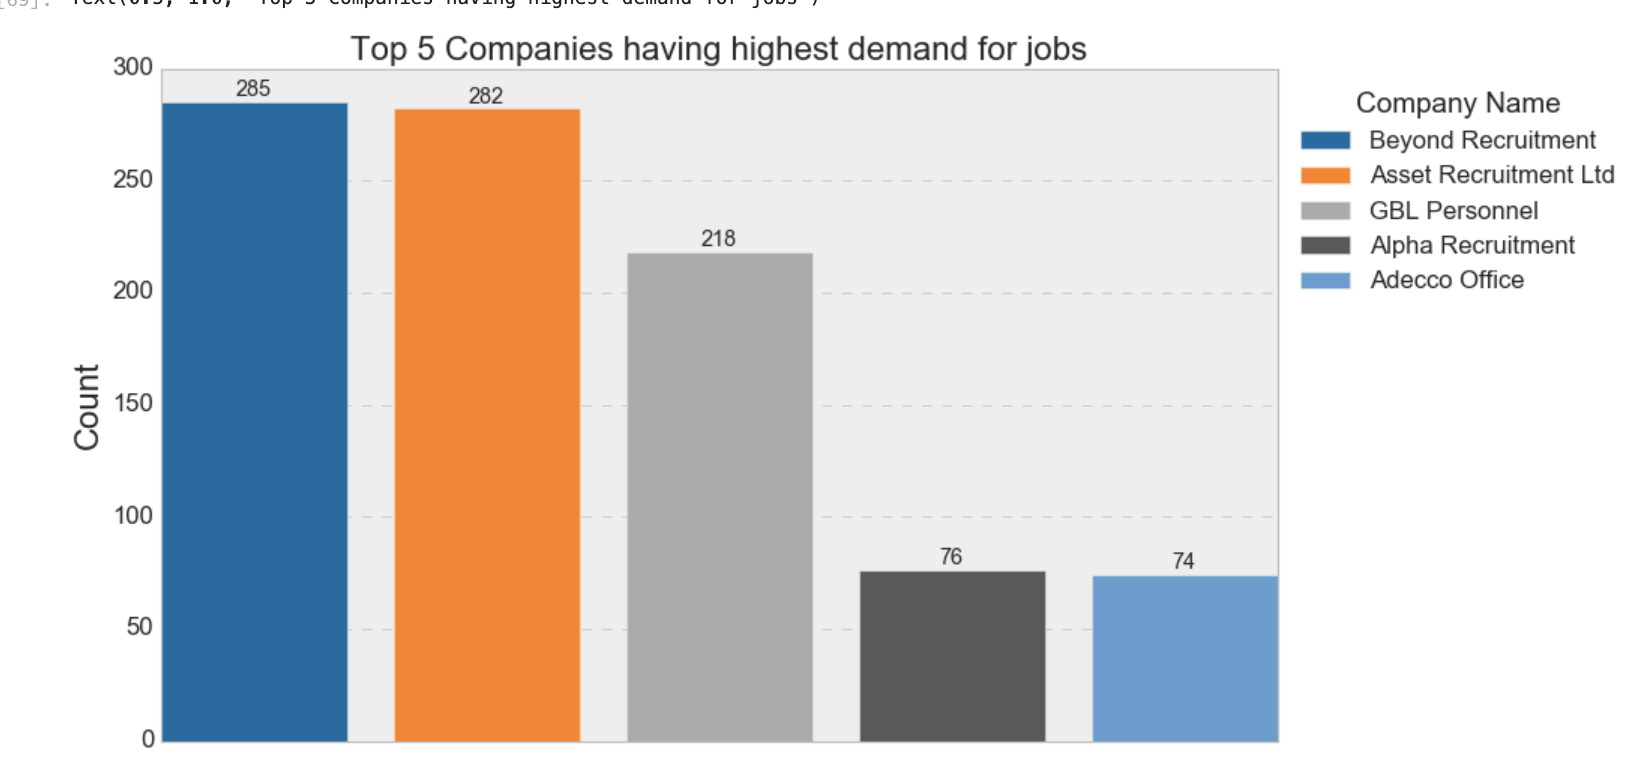 Top 5 Companies having highest demand for jobs
300
250
200
150
100
50
0
Count
285
282
218
76
74
Company Name
Beyond Recruitment
Asset Recruitment Ltd
GBL Personnel
Alpha Recruitment
Adecco Office